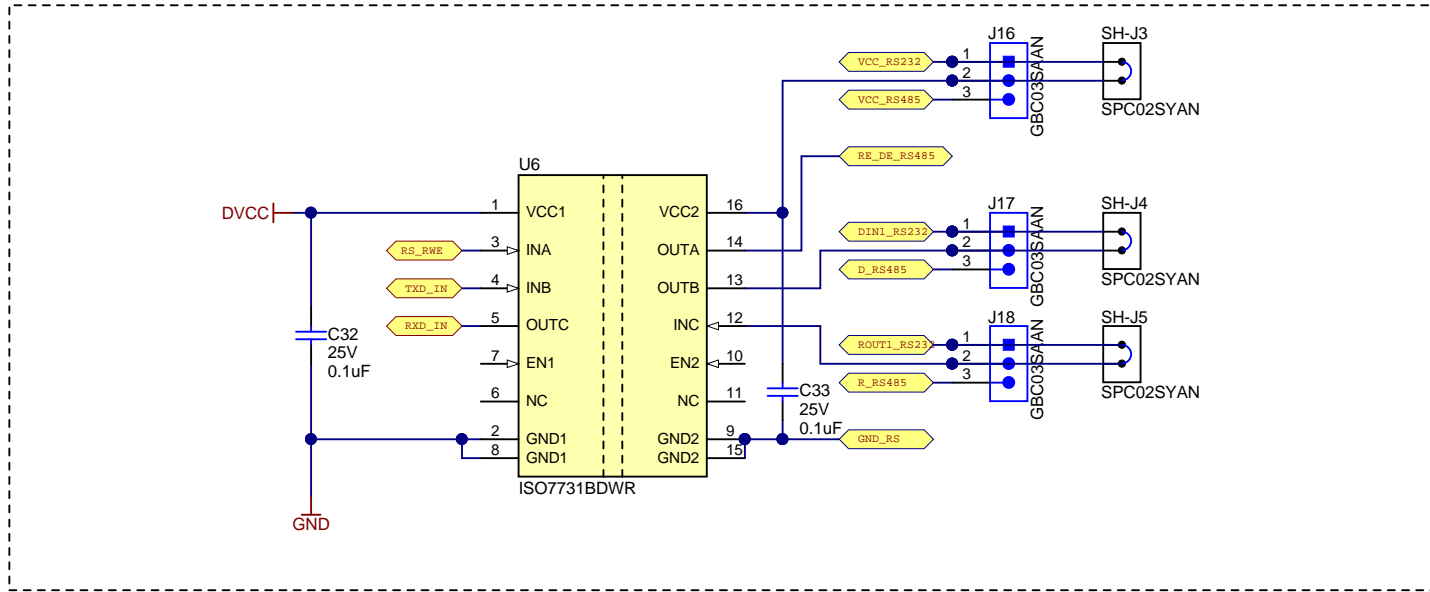 J16
SH-J3
VCC_RS232
1
2
VCC_RS485
3
GBC03SAAN
SPC02SYAN
RE_DE_RS485
U6
DVCC
1
VCC1
VCC2
16
RS_RWE
3
INA
OUTA
14
TXD_IN
4
INB
OUTB
13
RXD_IN
5
OUTC
INC
12
7
EN1
EN2
10
6
NC
NC
11
2
GND1
GND2
9
8
GND1
GND2
15
ISO7731BDWR
C32
25V
0.1uF
GND
C33
25V
0.1uF
GND_RS
J17
SH-J4
DIN1_RS232
1
2
D_RS485
3
GBC03SAAN
SPC02SYAN
J18
SH-J5
ROUT1_RS232
1
2
R_RS485
3
GBC03SAAN
SPC02SYAN